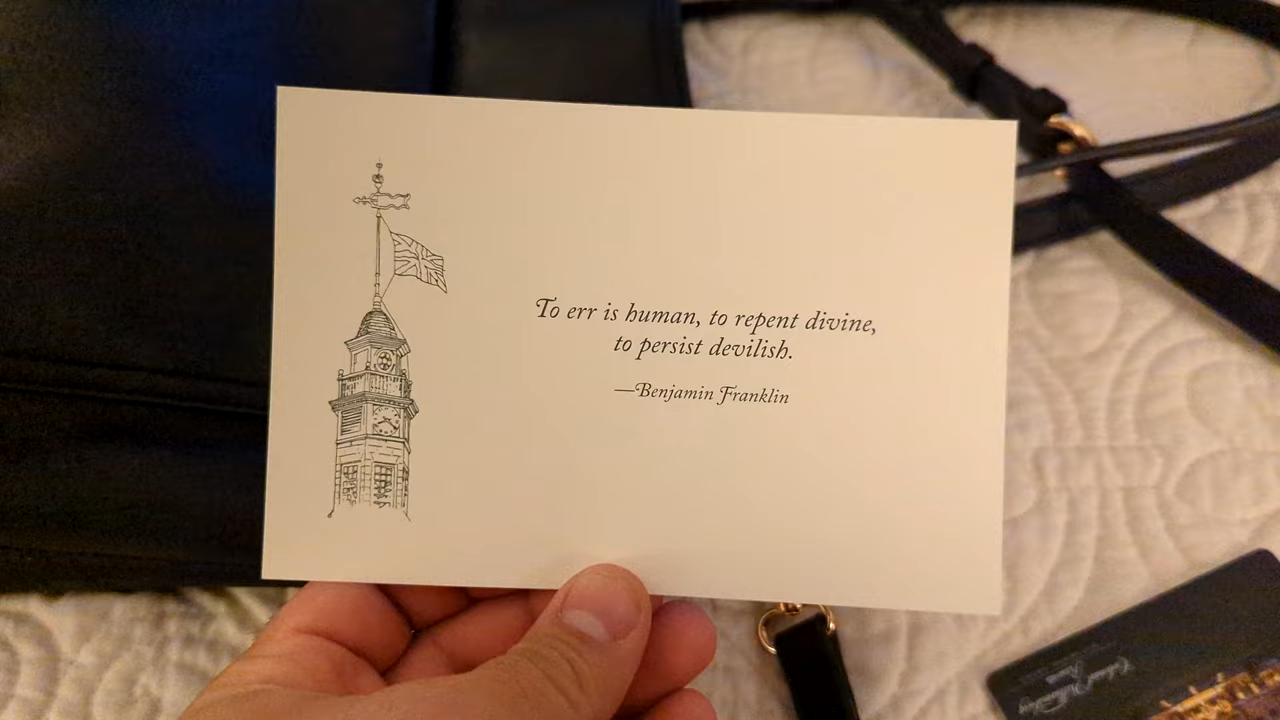 To err is human, to repent divine,
to persist devilish.
—Benjamin Franklin